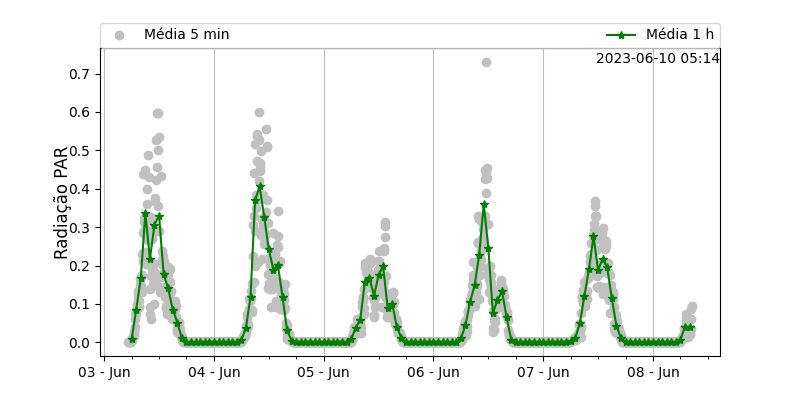 Média 5 min
Média 1 h
2023-06-10 05:14
Radiação PAR
0.7
0.6
0.5
0.4
0.3
0.2
0.1
0.0
03 - Jun
04 - Jun
05 - Jun
06 - Jun
07 - Jun
08 - Jun